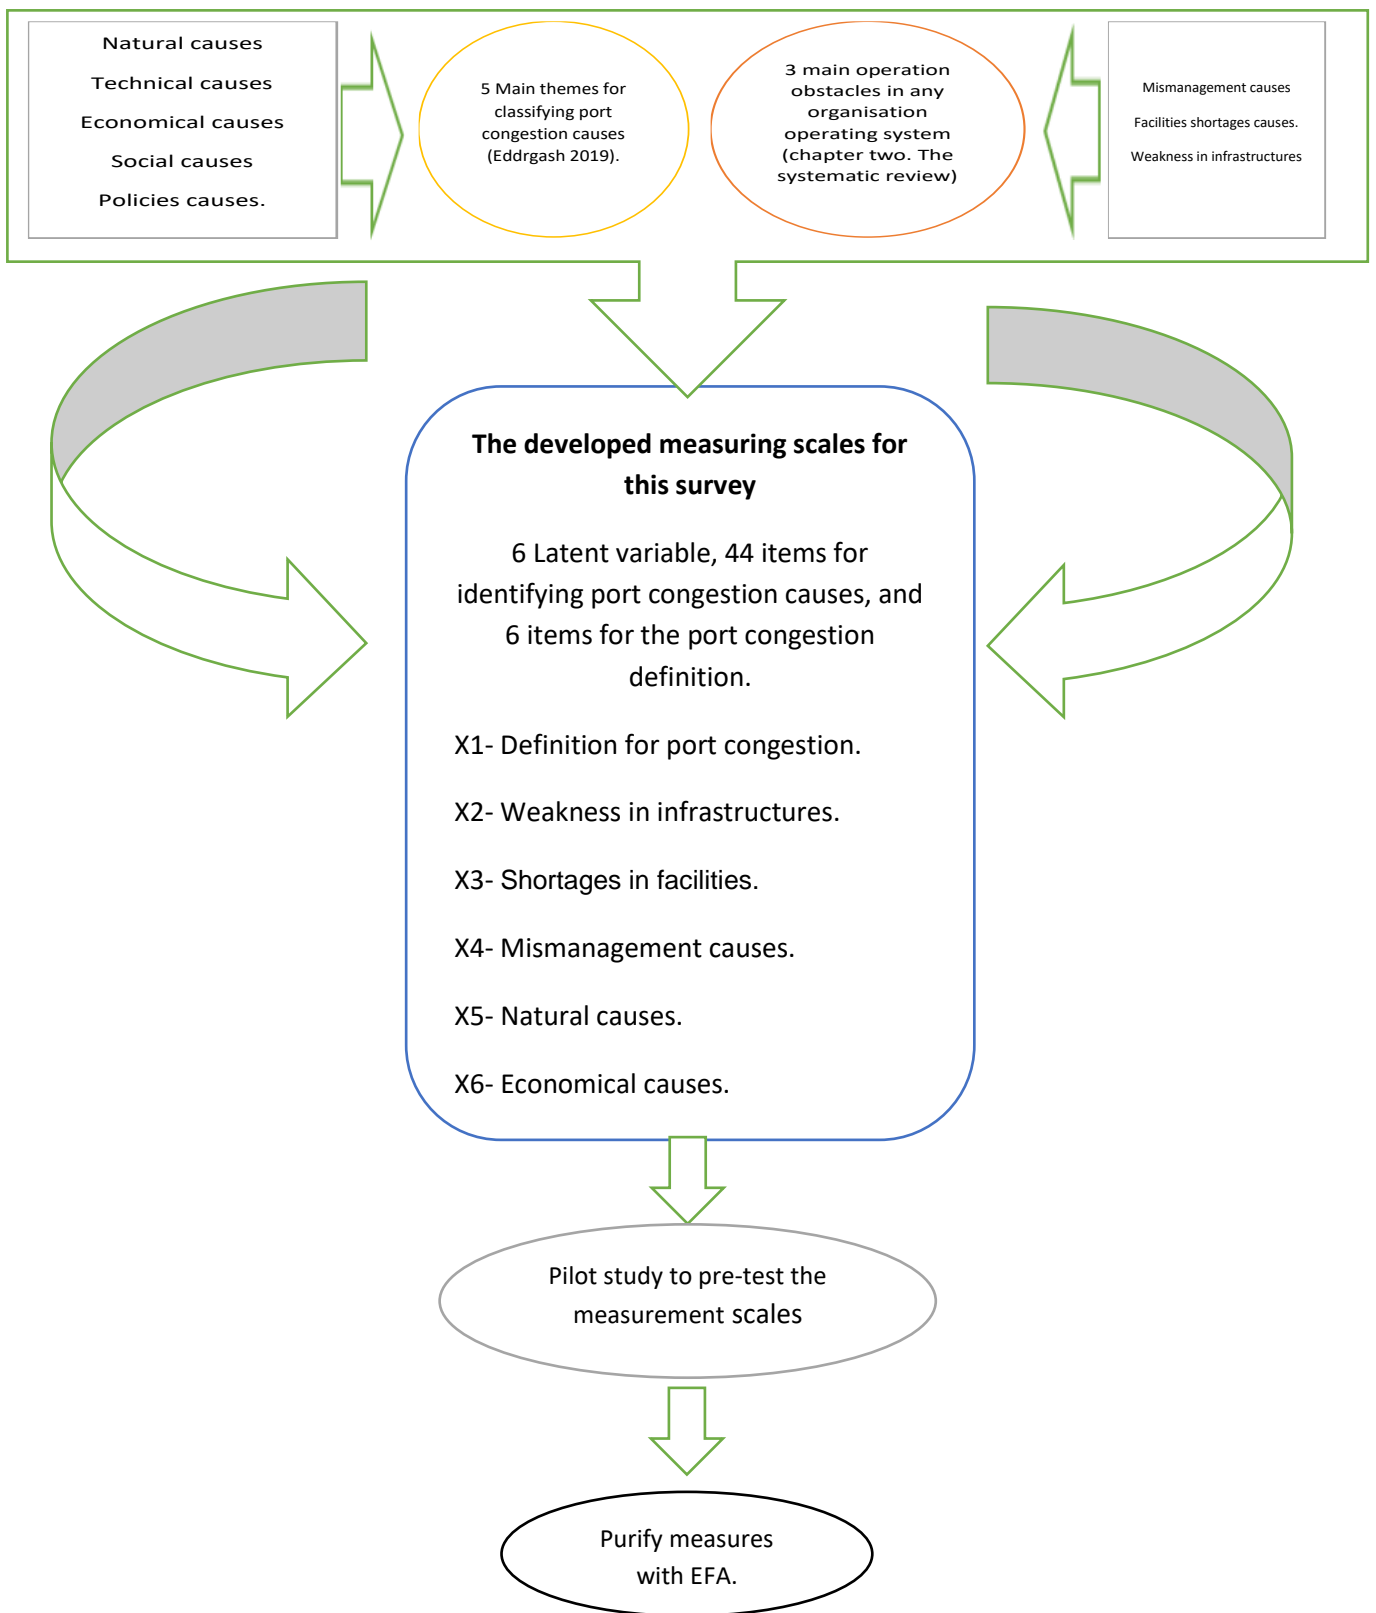 Natural causes
Technical causes
Economical causes
Social causes
Policies causes.
5 Main themes for
classifying port
congestion causes
(Eddrgash 2019).
3 main operation
obstacles in any
organisation
operating system
(chapter two. The
systematic review)
Mismanagement causes
Facilities shortages causes.
Weakness in infrastructures
The developed measuring scales for
this survey
6 Latent variable, 44 items for
identifying port congestion causes, and
6 items for the port congestion
definition.
X1- Definition for port congestion.
X2- Weakness in infrastructures.
X3- Shortages in facilities.
X4- Mismanagement causes.
X5- Natural causes.
X6- Economical causes.
Pilot study to pre-test the
measurement scales
Purify measures
with EFA.